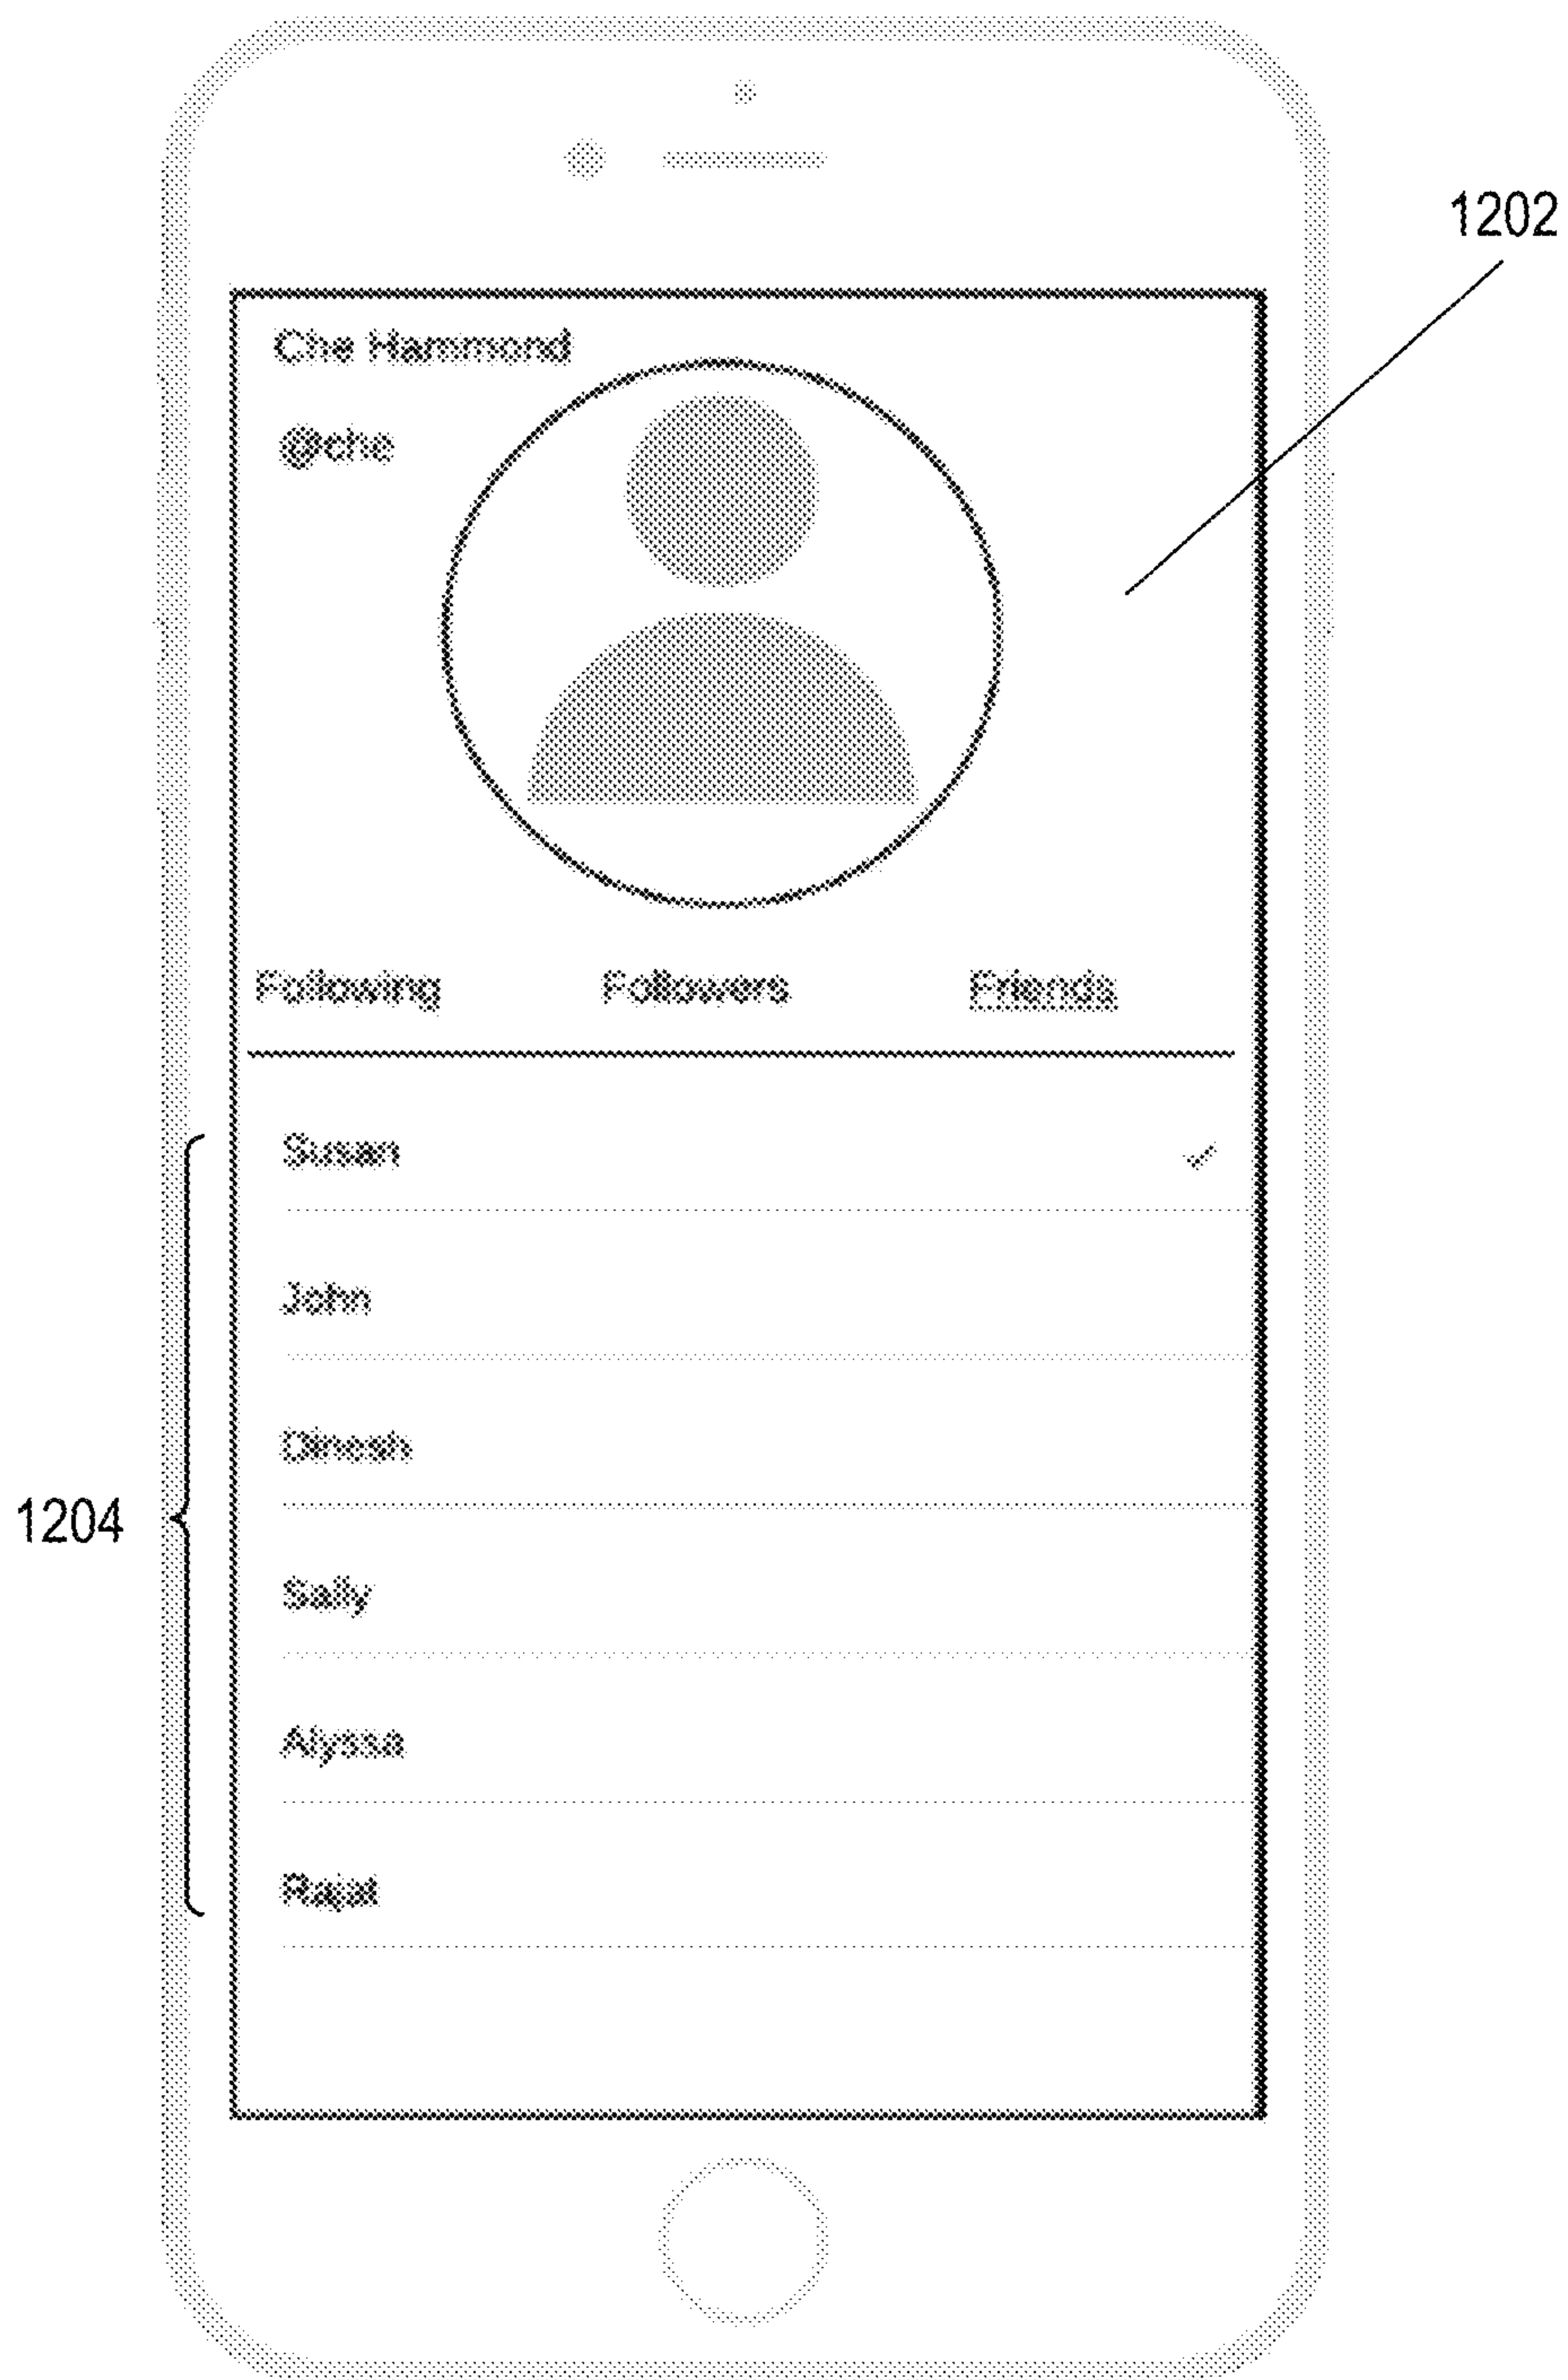 1202
Che Hammond
@che
Following Followers Friends
Susan
John
Dinesh
Sally
1204
Alyssa
Rajat